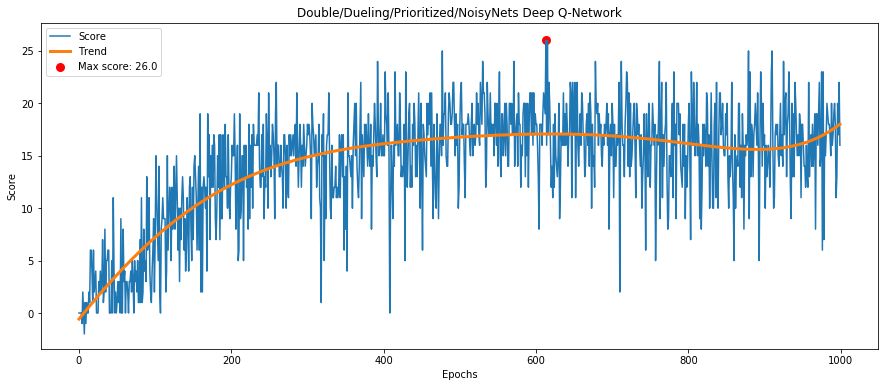 Double/Dueling/Prioritized/NoisyNets Deep Q-Network
Score
Trend
Max score: 26.0
25
20
15
10
5
0
Score
0 200 400 600 800 1000
Epochs